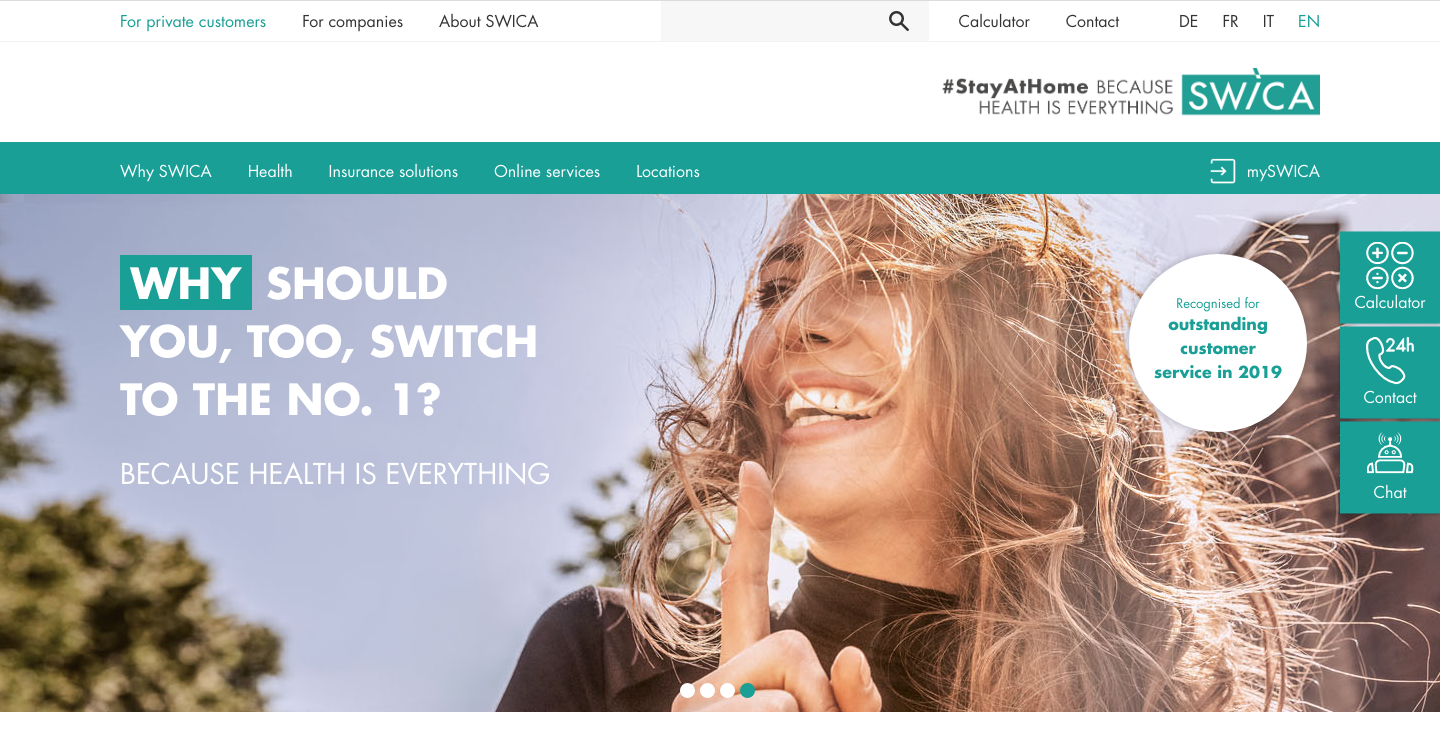 For private customers For companies About SWICA Calculator Contact DE FR IT EN
#StayAtHome BECAUSE
HEALTH IS EVERYTHING
SWICA
Why SWICA Health Insurance solutions Online services Locations mySWICA
WHY SHOULD
YOU, TOO, SWITCH
TO THE NO. 1?
BECAUSE HEALTH IS EVERYTHING
Recognised for
outstanding
customer
service in 2019
Calculator
24h
Contact
Chat